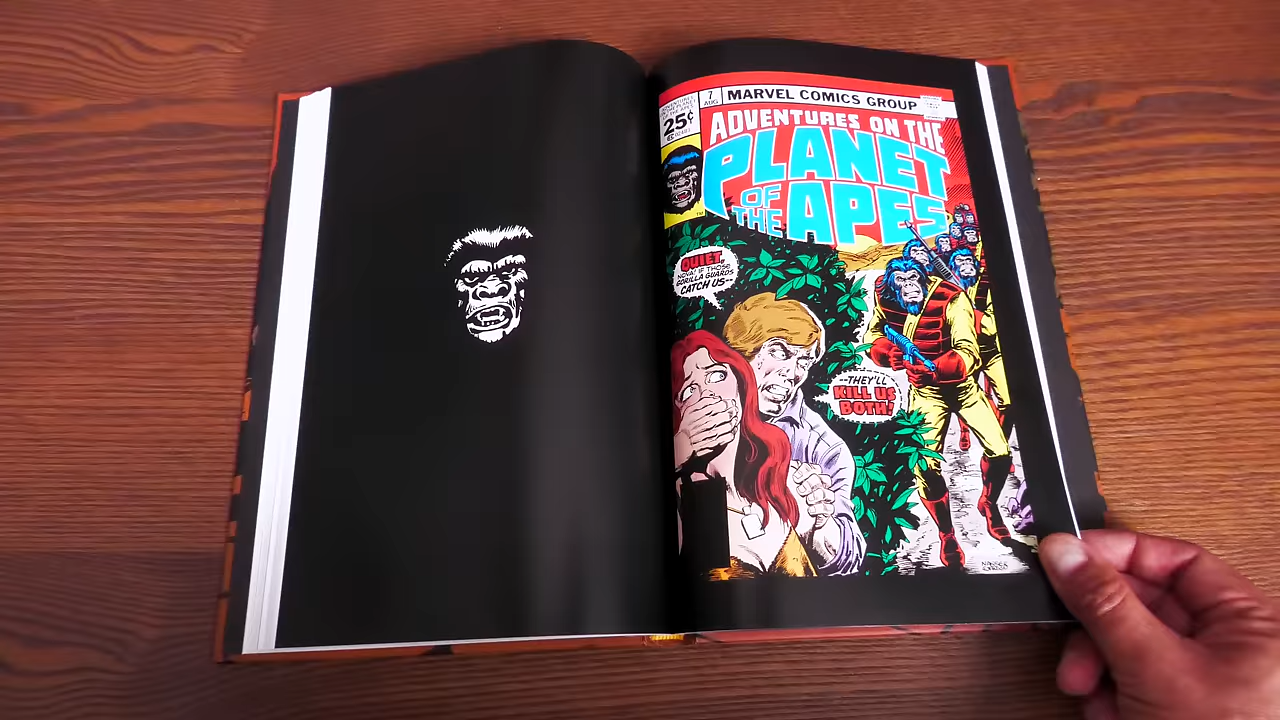 7
AUG
MARVEL COMICS GROUP
25¢
ADVENTURES ON THE
PLANET
OF
THE APES
TM
QUIET,
NOVA! IF THOSE
GORILLA GUARDS
CATCH US--
--THEY'LL
KILL US
BOTH!